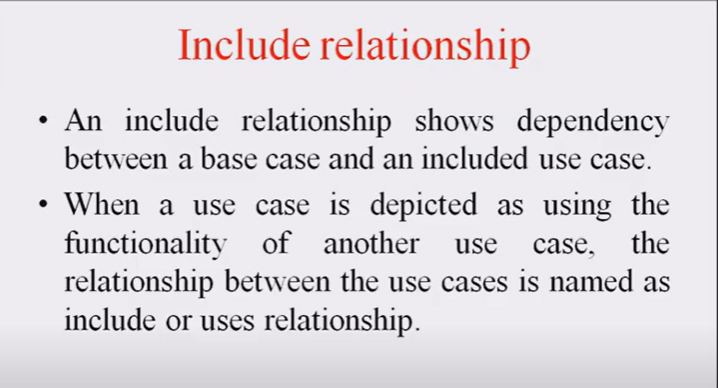 Include relationship
• An include relationship shows dependency
between a base case and an included use case.
• When a use case is depicted as using the
functionality of another use case, the
relationship between the use cases is named as
include or uses relationship.